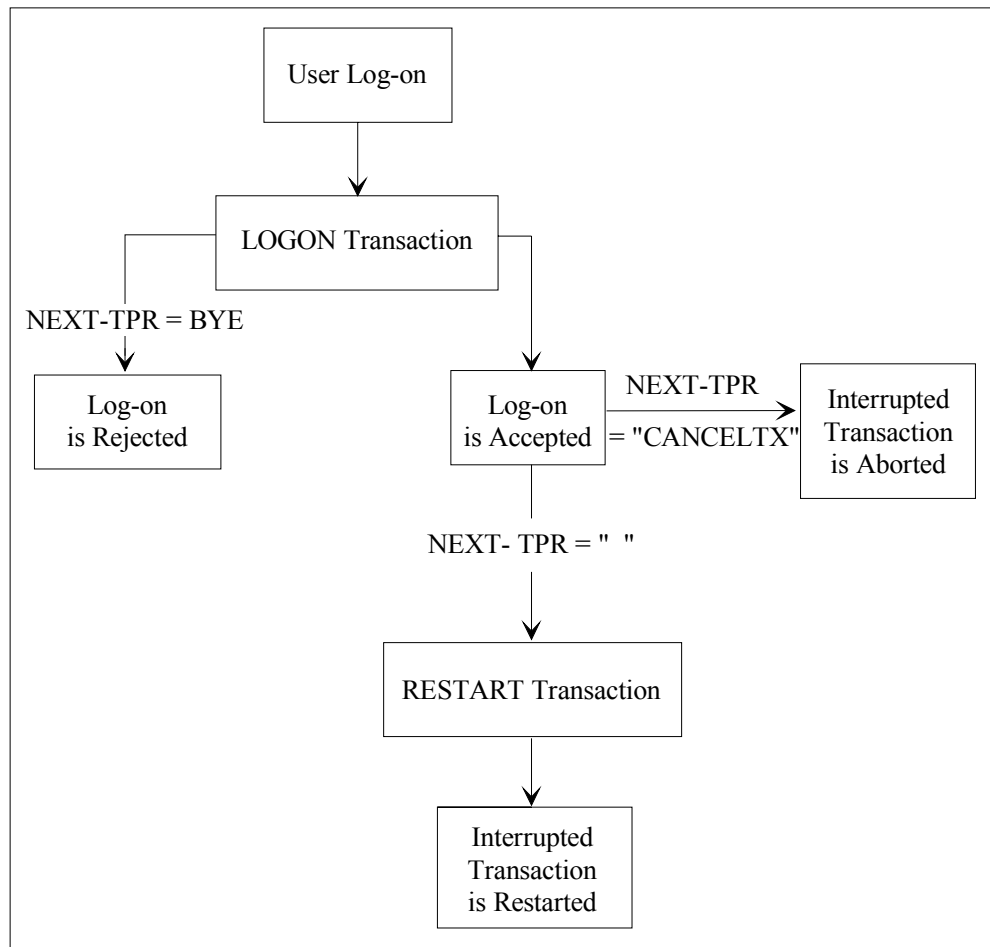 User Log-on
LOGON Transaction
NEXT-TPR = BYE
Log-on
is Rejected
Log-on
is Accepted
NEXT-TPR
= "CANCELTX"
Interrupted
Transaction
is Aborted
NEXT- TPR = "  "
RESTART Transaction
Interrupted
Transaction
is Restarted